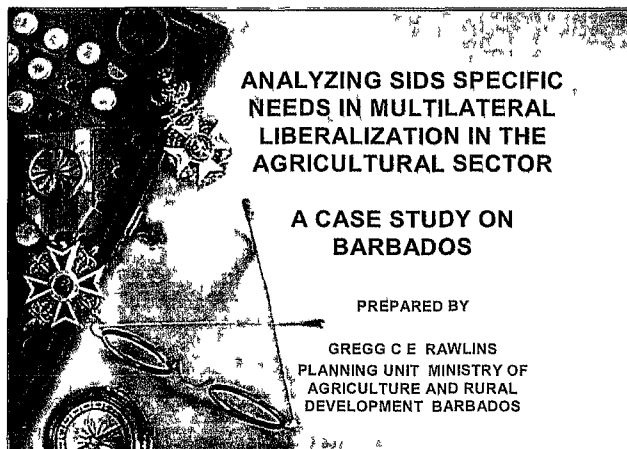 ANALYZING SIDS SPECIFIC
NEEDS IN MULTILATERAL
LIBERALIZATION IN THE
AGRICULTURAL SECTOR
A CASE STUDY ON
BARBADOS
PREPARED BY
GREGG C E RAWLINS
PLANNING UNIT MINISTRY OF
AGRICULTURE AND RURAL
DEVELOPMENT BARBADOS